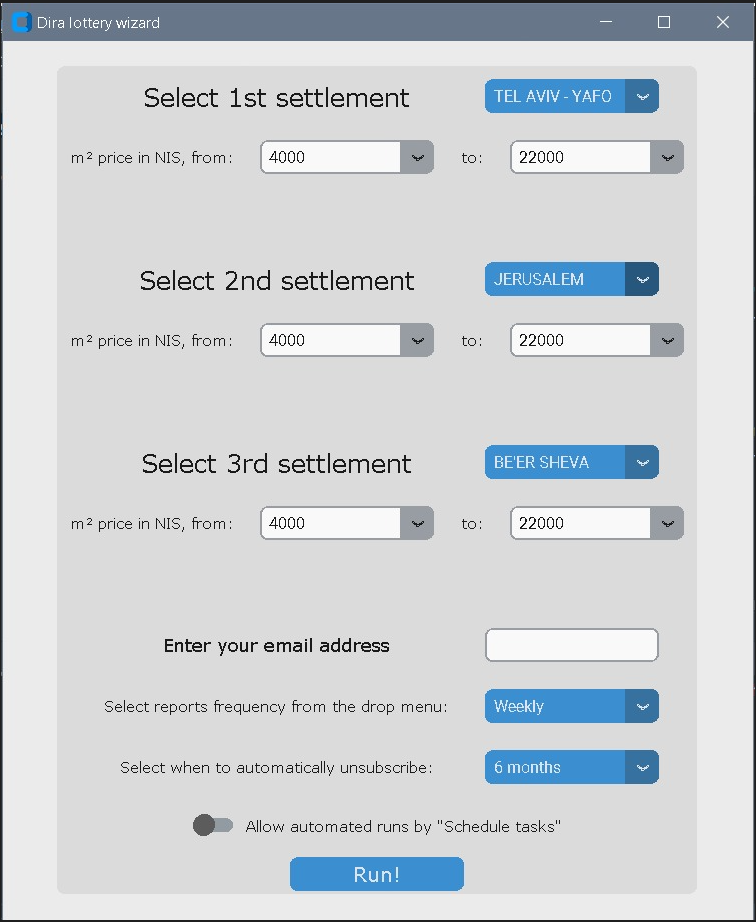 Dira lottery wizard
Select 1st settlement TEL AVIV - YAFO
m² price in NIS, from: 4000 to: 22000
Select 2nd settlement JERUSALEM
m² price in NIS, from: 4000 to: 22000
Select 3rd settlement BE'ER SHEVA
m² price in NIS, from: 4000 to: 22000
Enter your email address
Select reports frequency from the drop menu: Weekly
Select when to automatically unsubscribe: 6 months
Allow automated runs by "Schedule tasks"
Run!